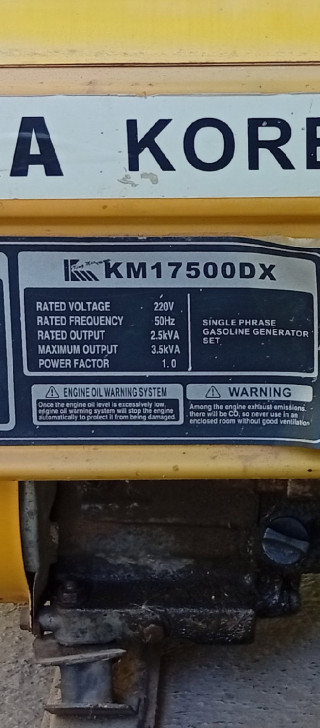 A KORE
KM17500DX
RATED VOLTAGE 220V
RATED FREQUENCY 50Hz
RATED OUTPUT 2.5kVA
MAXIMUM OUTPUT 3.5kVA
POWER FACTOR 1.0
SINGLE PHRASE
GASOLINE GENERATOR
SET
ENGINE OIL WARNING SYSTEM
Once the engine oil level is excessively low,
engine oil warning system will stop the engine
automatically to protect it from being damaged.
WARNING
Among the engine exhaust emissions,
there will be CD, so never use in an
enclosed room without good ventilation